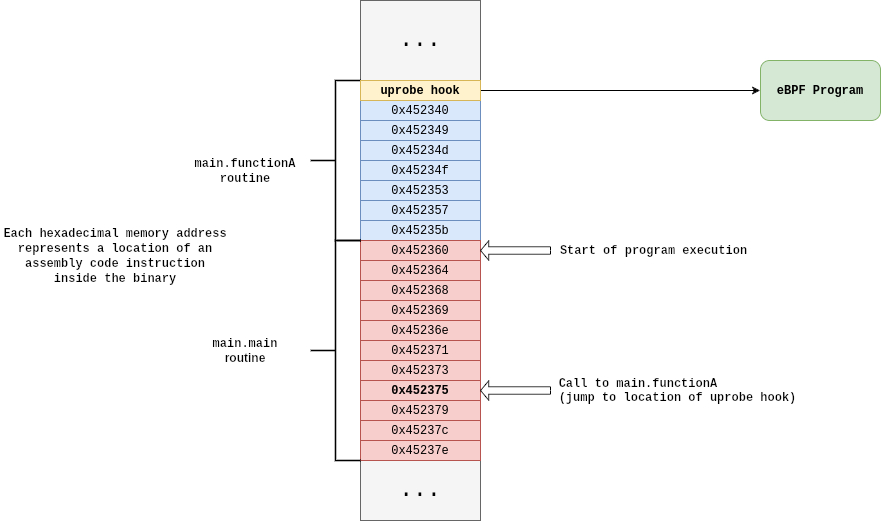 ...
uprobe hook
eBPF Program
0x452340
0x452349
0x45234d
0x45234f
0x452353
0x452357
0x45235b
main.functionA
routine
Each hexadecimal memory address
represents a location of an
assembly code instruction
inside the binary
0x452360
Start of program execution
0x452364
0x452368
0x452369
0x45236e
0x452371
0x452373
0x452375
Call to main.functionA
(jump to location of uprobe hook)
0x452379
0x45237c
0x45237e
main.main
routine
...